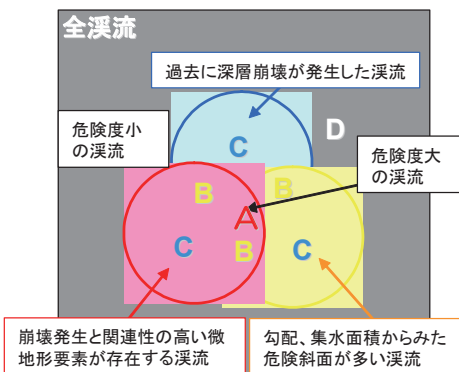 全渓流
過去に深層崩壊が発生した渓流
危険度小
の渓流
D
C
危険度大
の渓流
B
B
A
C
B
C
崩壊発生と関連性の高い微
地形要素が存在する渓流
勾配、集水面積からみた
危険斜面が多い渓流